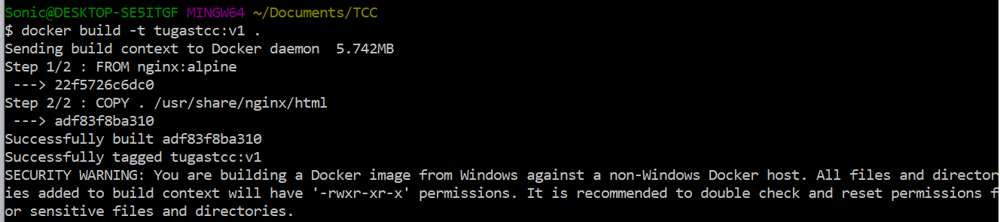 Sonic@DESKTOP-SE5ITGF MINGW64 ~/Documents/TCC
$ docker build -t tugastcc:v1 .
Sending build context to Docker daemon  5.742MB
Step 1/2 : FROM nginx:alpine
 ---> 22f5726c6dc0
Step 2/2 : COPY . /usr/share/nginx/html
 ---> adf83f8ba310
Successfully built adf83f8ba310
Successfully tagged tugastcc:v1
SECURITY WARNING: You are building a Docker image from Windows against a non-Windows Docker host. All files and director
ies added to build context will have '-rwxr-xr-x' permissions. It is recommended to double check and reset permissions f
or sensitive files and directories.